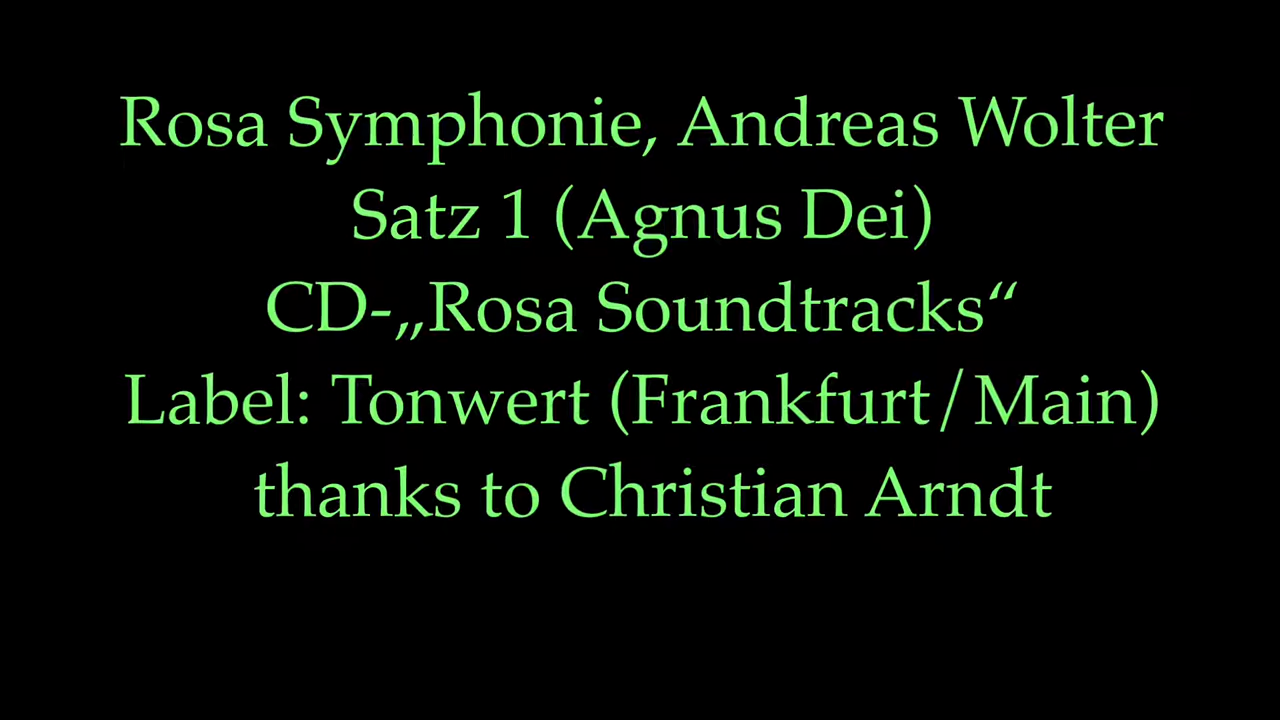 Rosa Symphonie, Andreas Wolter
Satz 1 (Agnus Dei)
CD-„Rosa Soundtracks“
Label: Tonwert (Frankfurt/Main)
thanks to Christian Arndt